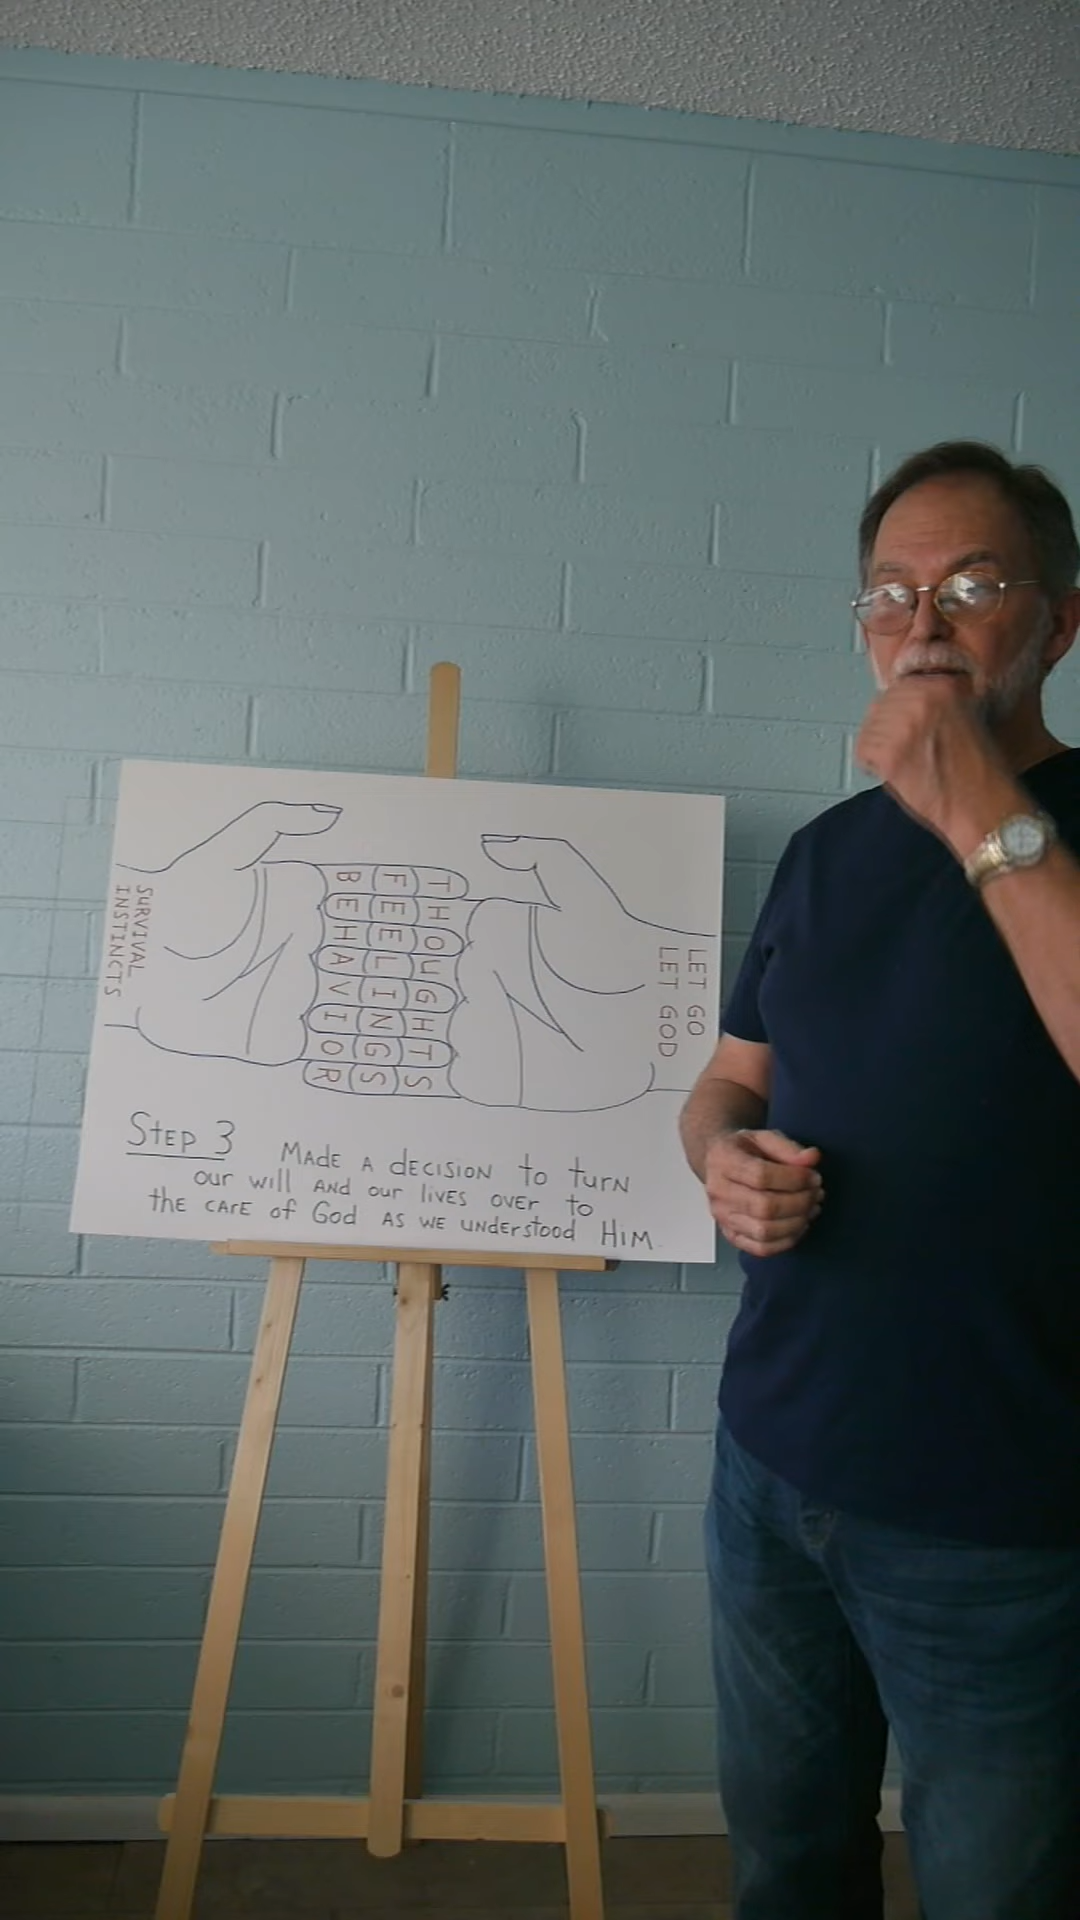 SURVIVAL
INSTINCTS
BEHAVIOR
FEELINGS
THOUGHTS
LET GO
LET GOD
STEP 3 MADE A DECISION to turn
our will AND our lIVES OVER to
thE CARE of God AS WE UNderstood HIM.